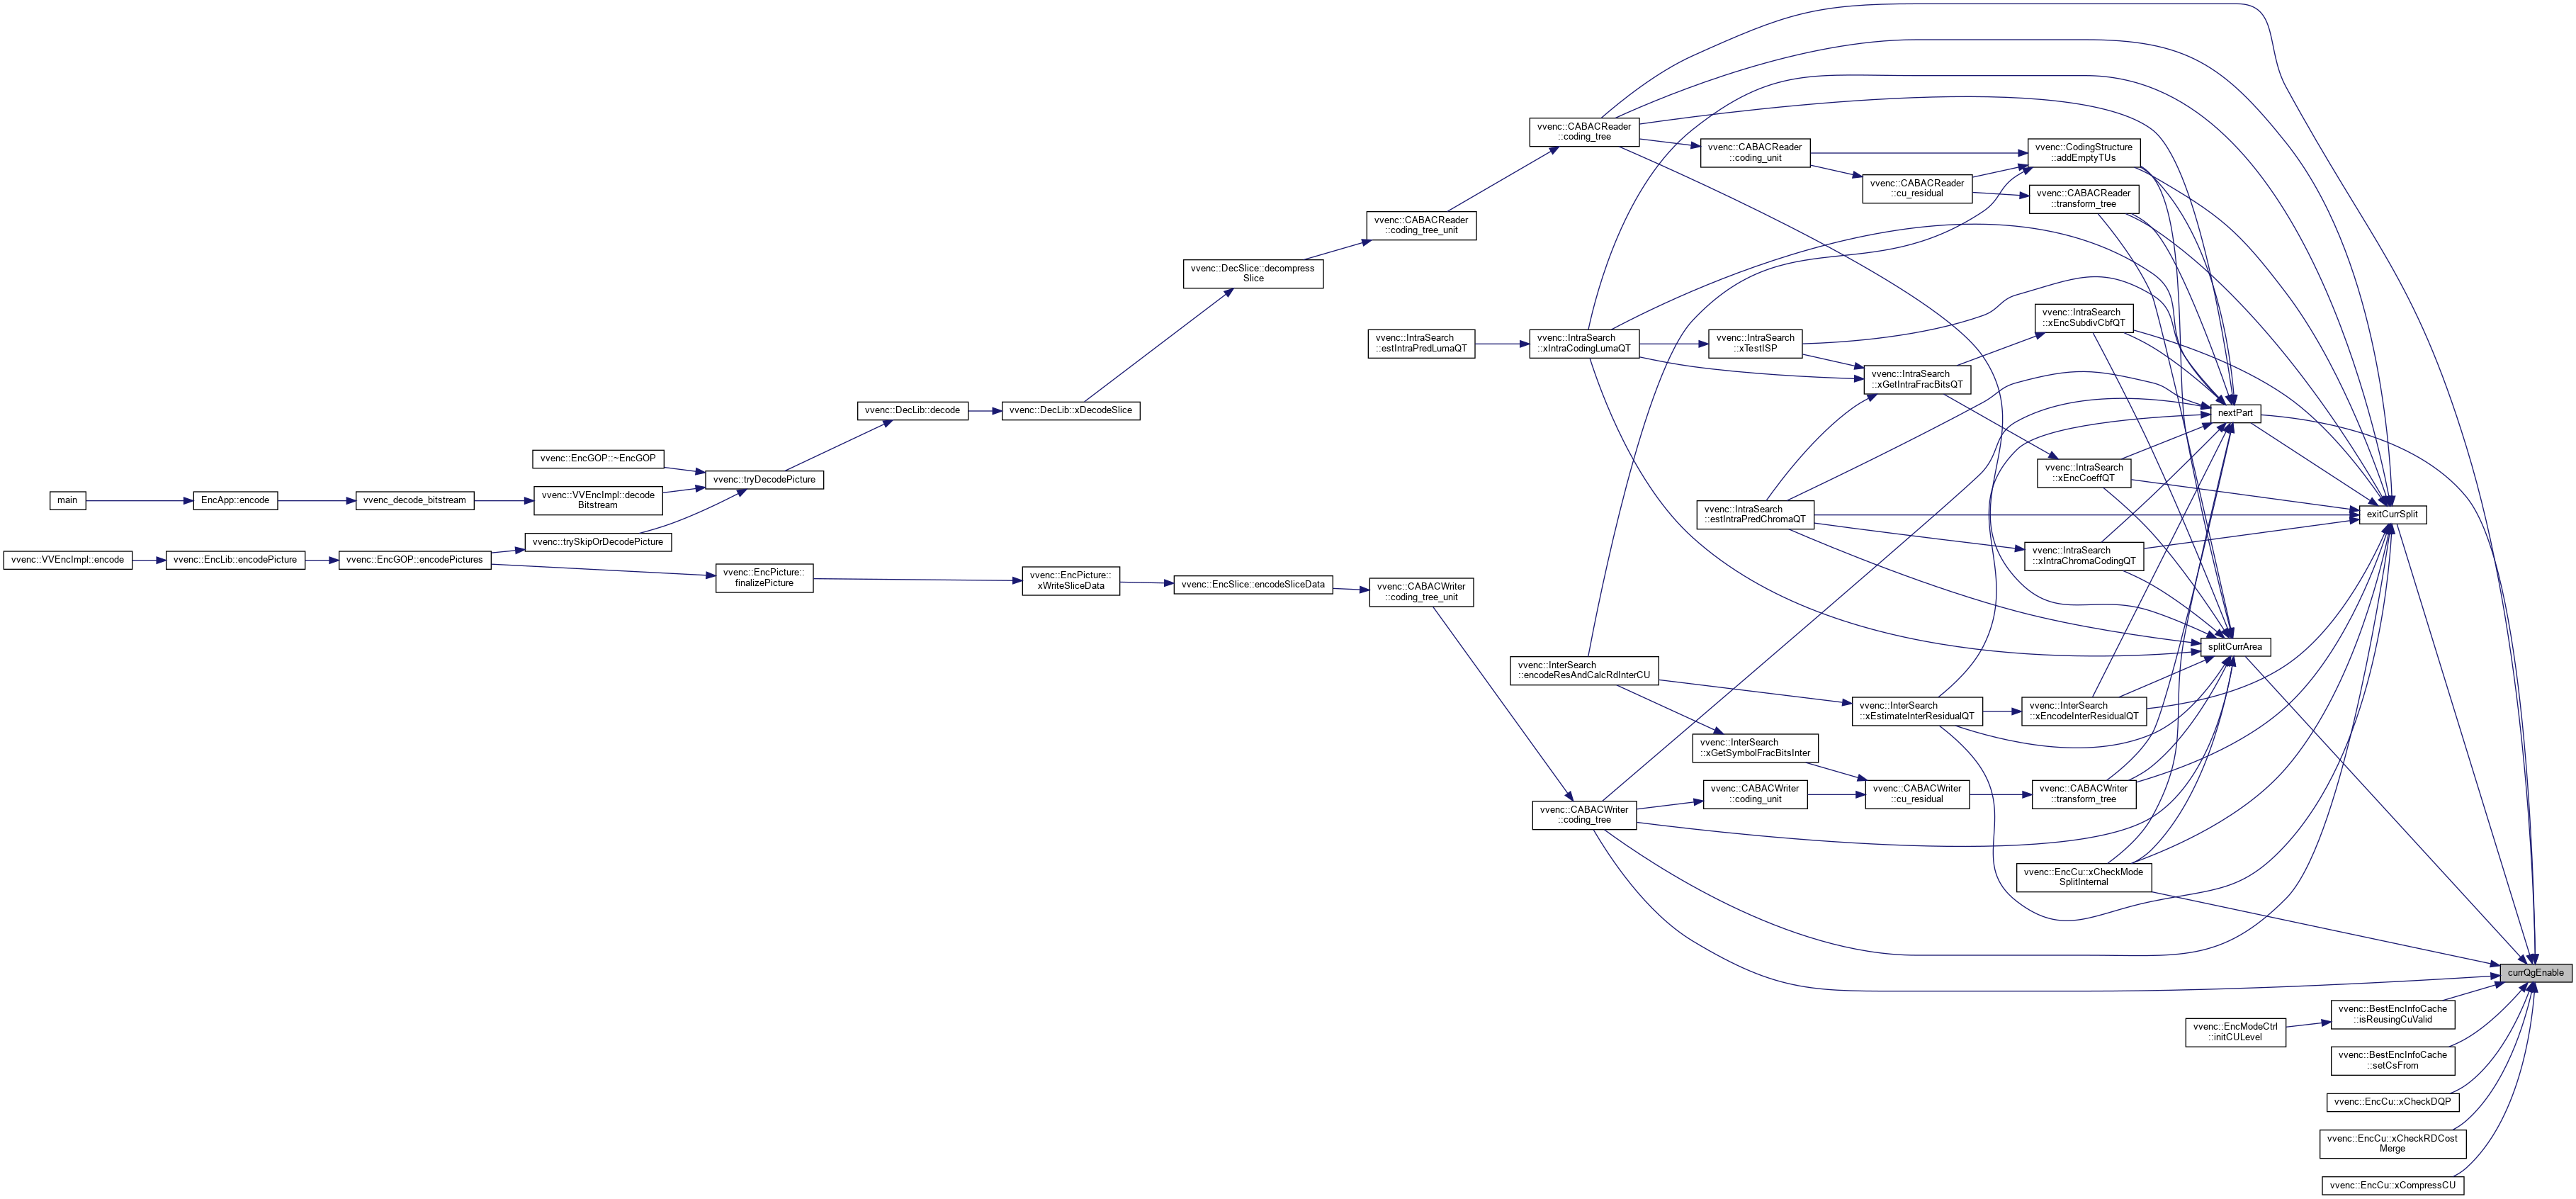 vvenc::CABACReader
::coding_tree
vvenc::CABACReader
::coding_unit
vvenc::CodingStructure
::addEmptyTUs
vvenc::CABACReader
::cu_residual
vvenc::CABACReader
::transform_tree
vvenc::CABACReader
::coding_tree_unit
vvenc::DecSlice::decompress
Slice
vvenc::IntraSearch
::xEncSubdivCbfQT
vvenc::IntraSearch
::estIntraPredLumaQT
vvenc::IntraSearch
::xIntraCodingLumaQT
vvenc::IntraSearch
::xTestISP
vvenc::IntraSearch
::xGetIntraFracBitsQT
vvenc::DecLib::decode
vvenc::DecLib::xDecodeSlice
nextPart
vvenc::EncGOP::~EncGOP
vvenc::tryDecodePicture
vvenc::IntraSearch
::xEncCoeffQT
main
EncApp::encode
vvenc_decode_bitstream
vvenc::VVEncImpl::decode
Bitstream
vvenc::IntraSearch
::estIntraPredChromaQT
exitCurrSplit
vvenc::trySkipOrDecodePicture
vvenc::IntraSearch
::xIntraChromaCodingQT
vvenc::VVEncImpl::encode
vvenc::EncLib::encodePicture
vvenc::EncGOP::encodePictures
vvenc::EncPicture::
finalizePicture
vvenc::EncPicture::
xWriteSliceData
vvenc::EncSlice::encodeSliceData
vvenc::CABACWriter
::coding_tree_unit
splitCurrArea
vvenc::InterSearch
::encodeResAndCalcRdInterCU
vvenc::InterSearch
::xEstimateInterResidualQT
vvenc::InterSearch
::xEncodeInterResidualQT
vvenc::InterSearch
::xGetSymbolFracBitsInter
vvenc::CABACWriter
::coding_tree
vvenc::CABACWriter
::coding_unit
vvenc::CABACWriter
::cu_residual
vvenc::CABACWriter
::transform_tree
vvenc::EncCu::xCheckMode
SplitInternal
currQgEnable
vvenc::EncModeCtrl
::initCULevel
vvenc::BestEncInfoCache
::isReusingCuValid
vvenc::BestEncInfoCache
::setCsFrom
vvenc::EncCu::xCheckDQP
vvenc::EncCu::xCheckRDCost
Merge
vvenc::EncCu::xCompressCU